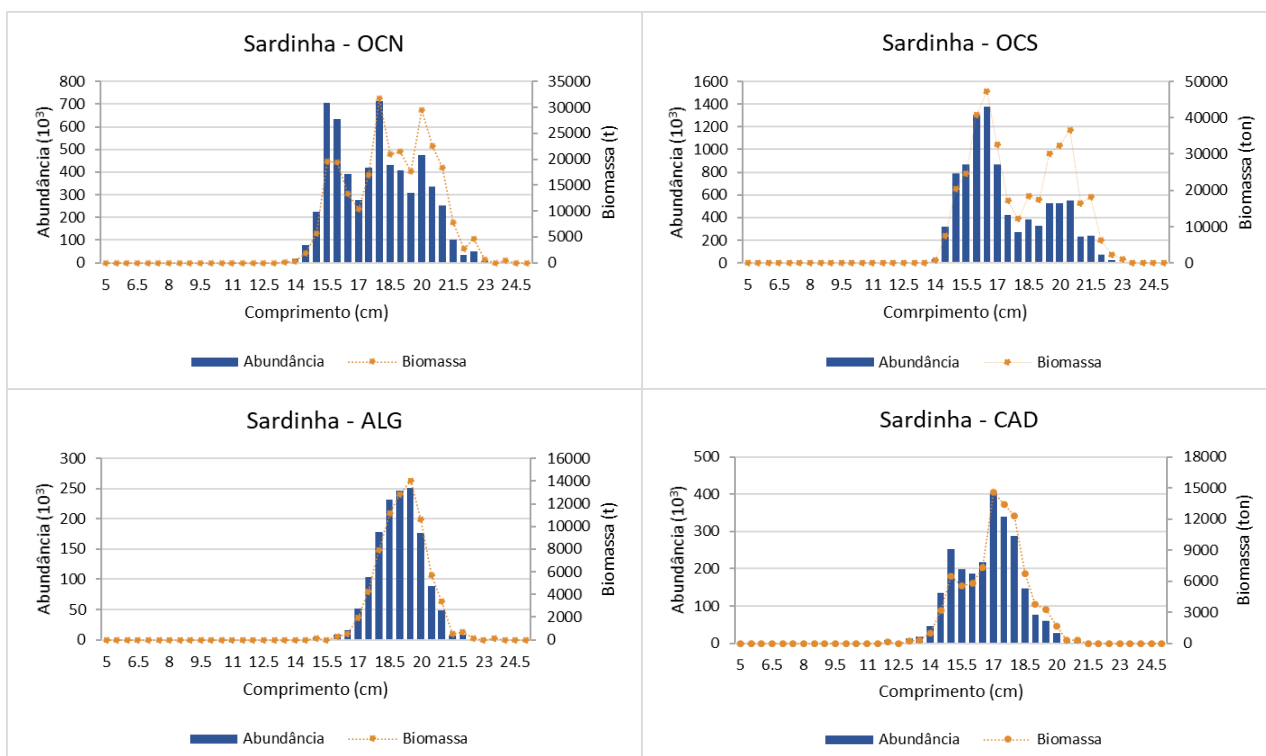 Sardinha - OCN
Abundância (10³)
800
700
600
500
400
300
200
100
0
35000
30000
25000
20000
15000
10000
5000
0
Biomassa (t)
5 6.5 8 9.5 11 12.5 14 15.5 17 18.5 20 21.5 23 24.5
Comprimento (cm)
Abundância Biomassa
Sardinha - OCS
Abundância (10³)
1600
1400
1200
1000
800
600
400
200
0
50000
40000
30000
20000
10000
0
Biomassa (ton)
5 6.5 8 9.5 11 12.5 14 15.5 17 18.5 20 21.5 23 24.5
Comrpimento (cm)
Abundância Biomassa
Sardinha - ALG
Abundância (10³)
300
250
200
150
100
50
0
16000
14000
12000
10000
8000
6000
4000
2000
0
Biomassa (t)
5 6.5 8 9.5 11 12.5 14 15.5 17 18.5 20 21.5 23 24.5
Comprimento (cm)
Abundância Biomassa
Sardinha - CAD
Abundância (10³)
500
400
300
200
100
0
18000
15000
12000
9000
6000
3000
0
Biomassa (ton)
5 6.5 8 9.5 11 12.5 14 15.5 17 18.5 20 21.5 23 24.5
Comprimento (cm)
Abundância Biomassa